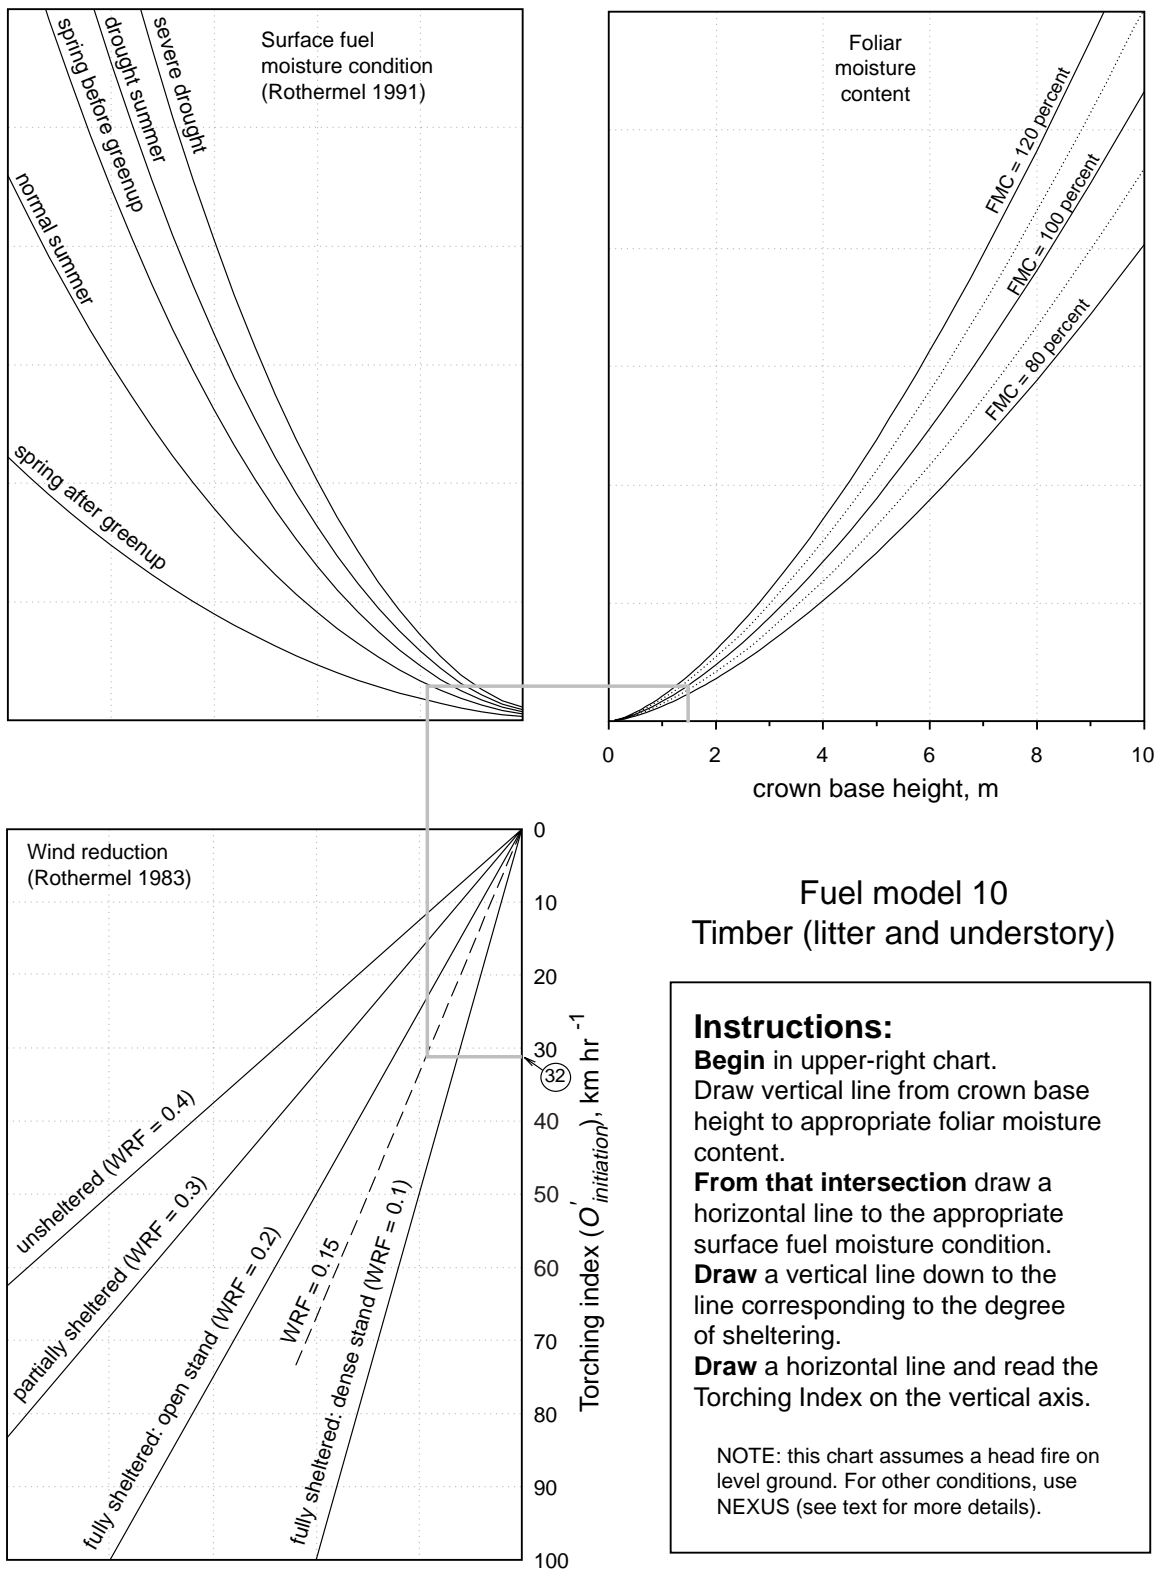 Surface fuel
moisture condition
(Rothermel 1991)
spring before greenup
drought summer
severe drought
normal summer
spring after greenup
Foliar
moisture
content
FMC = 120 percent
FMC = 100 percent
FMC = 80 percent
0 2 4 6 8 10
crown base height, m
Wind reduction
(Rothermel 1983)
unsheltered (WRF = 0.4)
partially sheltered (WRF = 0.3)
fully sheltered: open stand (WRF = 0.2)
WRF = 0.15
fully sheltered: dense stand (WRF = 0.1)
0
10
20
30
32
40
50
60
70
80
90
100
Torching index (O'initiation), km hr -1
Fuel model 10
Timber (litter and understory)
Instructions:
Begin in upper-right chart.
Draw vertical line from crown base
height to appropriate foliar moisture
content.
From that intersection draw a
horizontal line to the appropriate
surface fuel moisture condition.
Draw a vertical line down to the
line corresponding to the degree
of sheltering.
Draw a horizontal line and read the
Torching Index on the vertical axis.
NOTE: this chart assumes a head fire on
level ground. For other conditions, use
NEXUS (see text for more details).